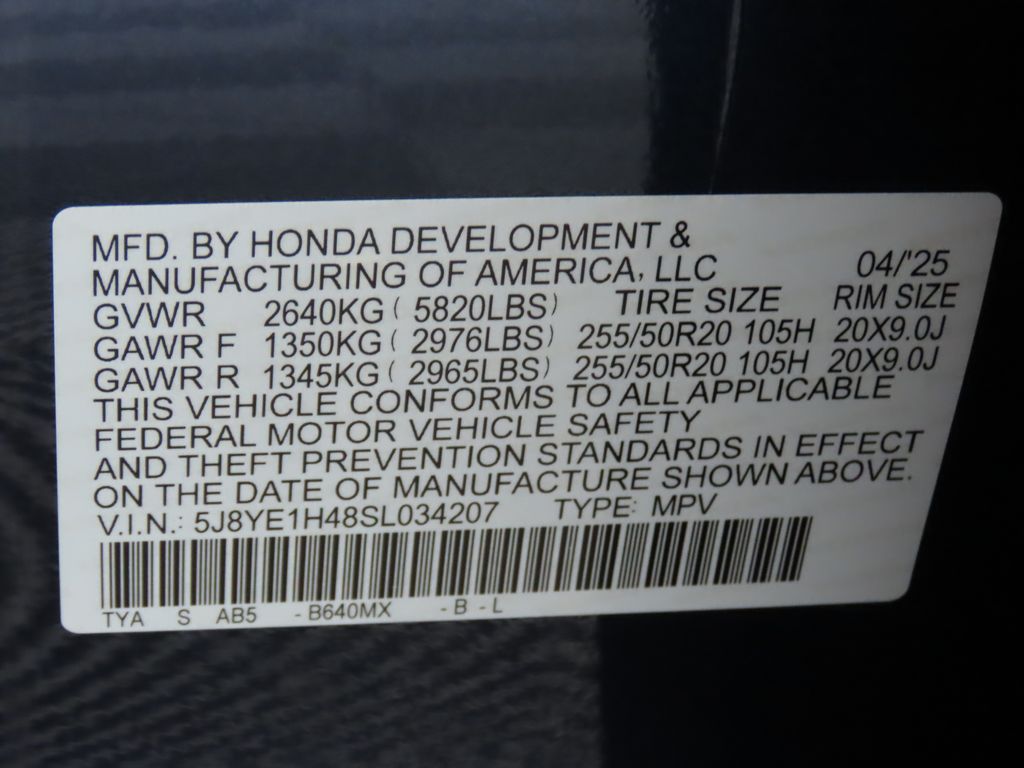 MFD. BY HONDA DEVELOPMENT &
MANUFACTURING OF AMERICA, LLC 04/'25
GVWR 2640KG ( 5820LBS) TIRE SIZE RIM SIZE
GAWR F 1350KG ( 2976LBS) 255/50R20 105H 20X9.0J
GAWR R 1345KG ( 2965LBS) 255/50R20 105H 20X9.0J
THIS VEHICLE CONFORMS TO ALL APPLICABLE
FEDERAL MOTOR VEHICLE SAFETY
AND THEFT PREVENTION STANDARDS IN EFFECT
ON THE DATE OF MANUFACTURE SHOWN ABOVE.
V.I.N.: 5J8YE1H48SL034207 TYPE: MPV
TYA S AB5 - B640MX - B - L